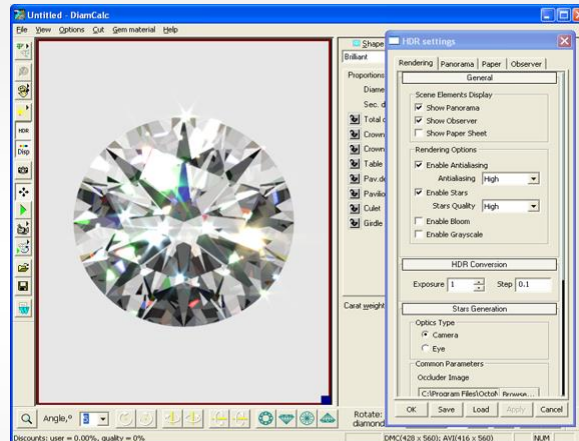 Untitled - DiamCalc
File View Options Cut Gem material Help
HDR
Disp
Shape
Brilliant
Proportions
Diame
Sec. d
Total
Crown
Crown
Table
Pav.de
Pavilio
Culet
Girdle
Carat weight
HDR settings
Rendering Panorama Paper Observer
General
Scene Elements Display
Show Panorama
Show Observer
Show Paper Sheet
Rendering Options
Enable Antialiasing
Antialiasing High
Enable Stars
Stars Quality High
Enable Bloom
Enable Grayscale
HDR Conversion
Exposure 1 Step 0.1
Stars Generation
Optics Type
Camera
Eye
Common Parameters
Occluder Image
C:\Program Files\OctoN Browse...
OK Save Load Apply Cancel
Angle,º
Rotate:
diamond
Discounts: user = 0.00%, quality = 0%
DMC(428 x 560); AVI(416 x 560) NUM